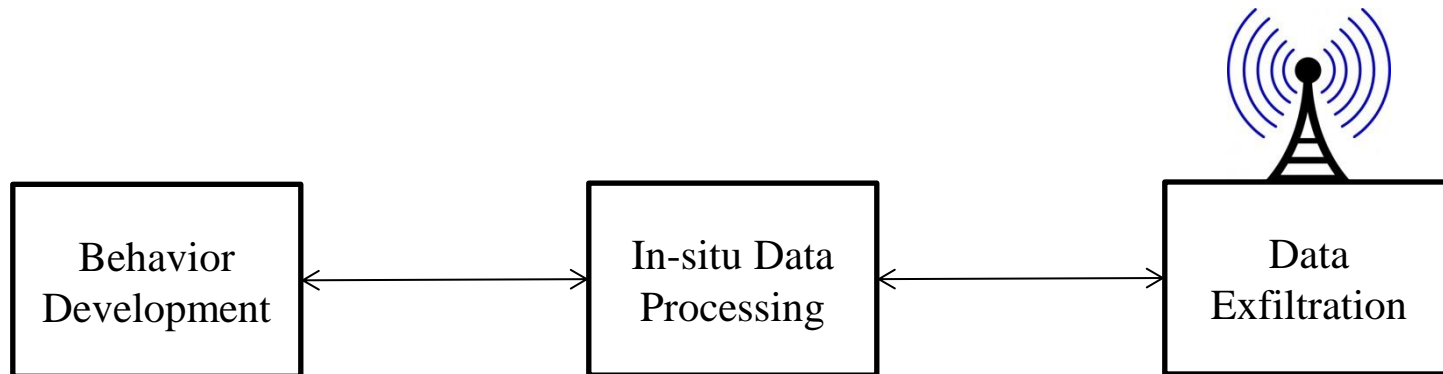 Behavior
Development
In-situ Data
Processing
Data
Exfiltration